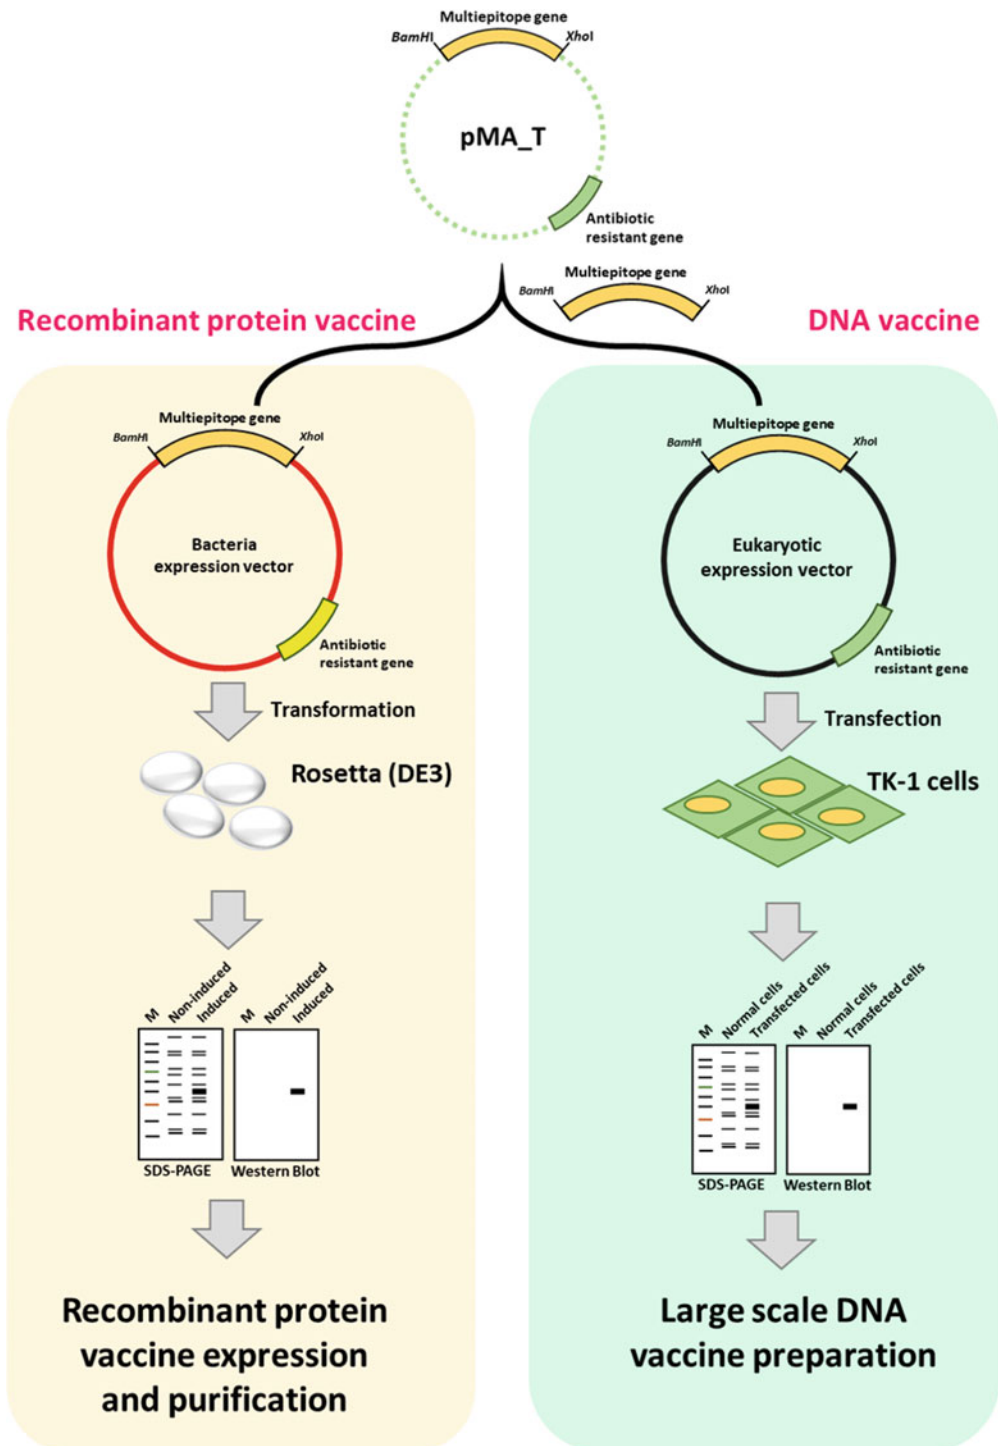 Multiepitope gene
BamHI
XhoI
pMA_T
Antibiotic
resistant gene
Multiepitope gene
BamHI
XhoI
Recombinant protein vaccine
DNA vaccine
Multiepitope gene
BamHI
XhoI
Bacteria
expression vector
Antibiotic
resistant gene
Transformation
Rosetta (DE3)
M
Non-induced
Induced
M
Non-induced
Induced
SDS-PAGE
Western Blot
Recombinant protein
vaccine expression
and purification
Multiepitope gene
BamHI
XhoI
Eukaryotic
expression vector
Antibiotic
resistant gene
Transfection
TK-1 cells
M
Normal cells
Transfected cells
M
Normal cells
Transfected cells
SDS-PAGE
Western Blot
Large scale DNA
vaccine preparation